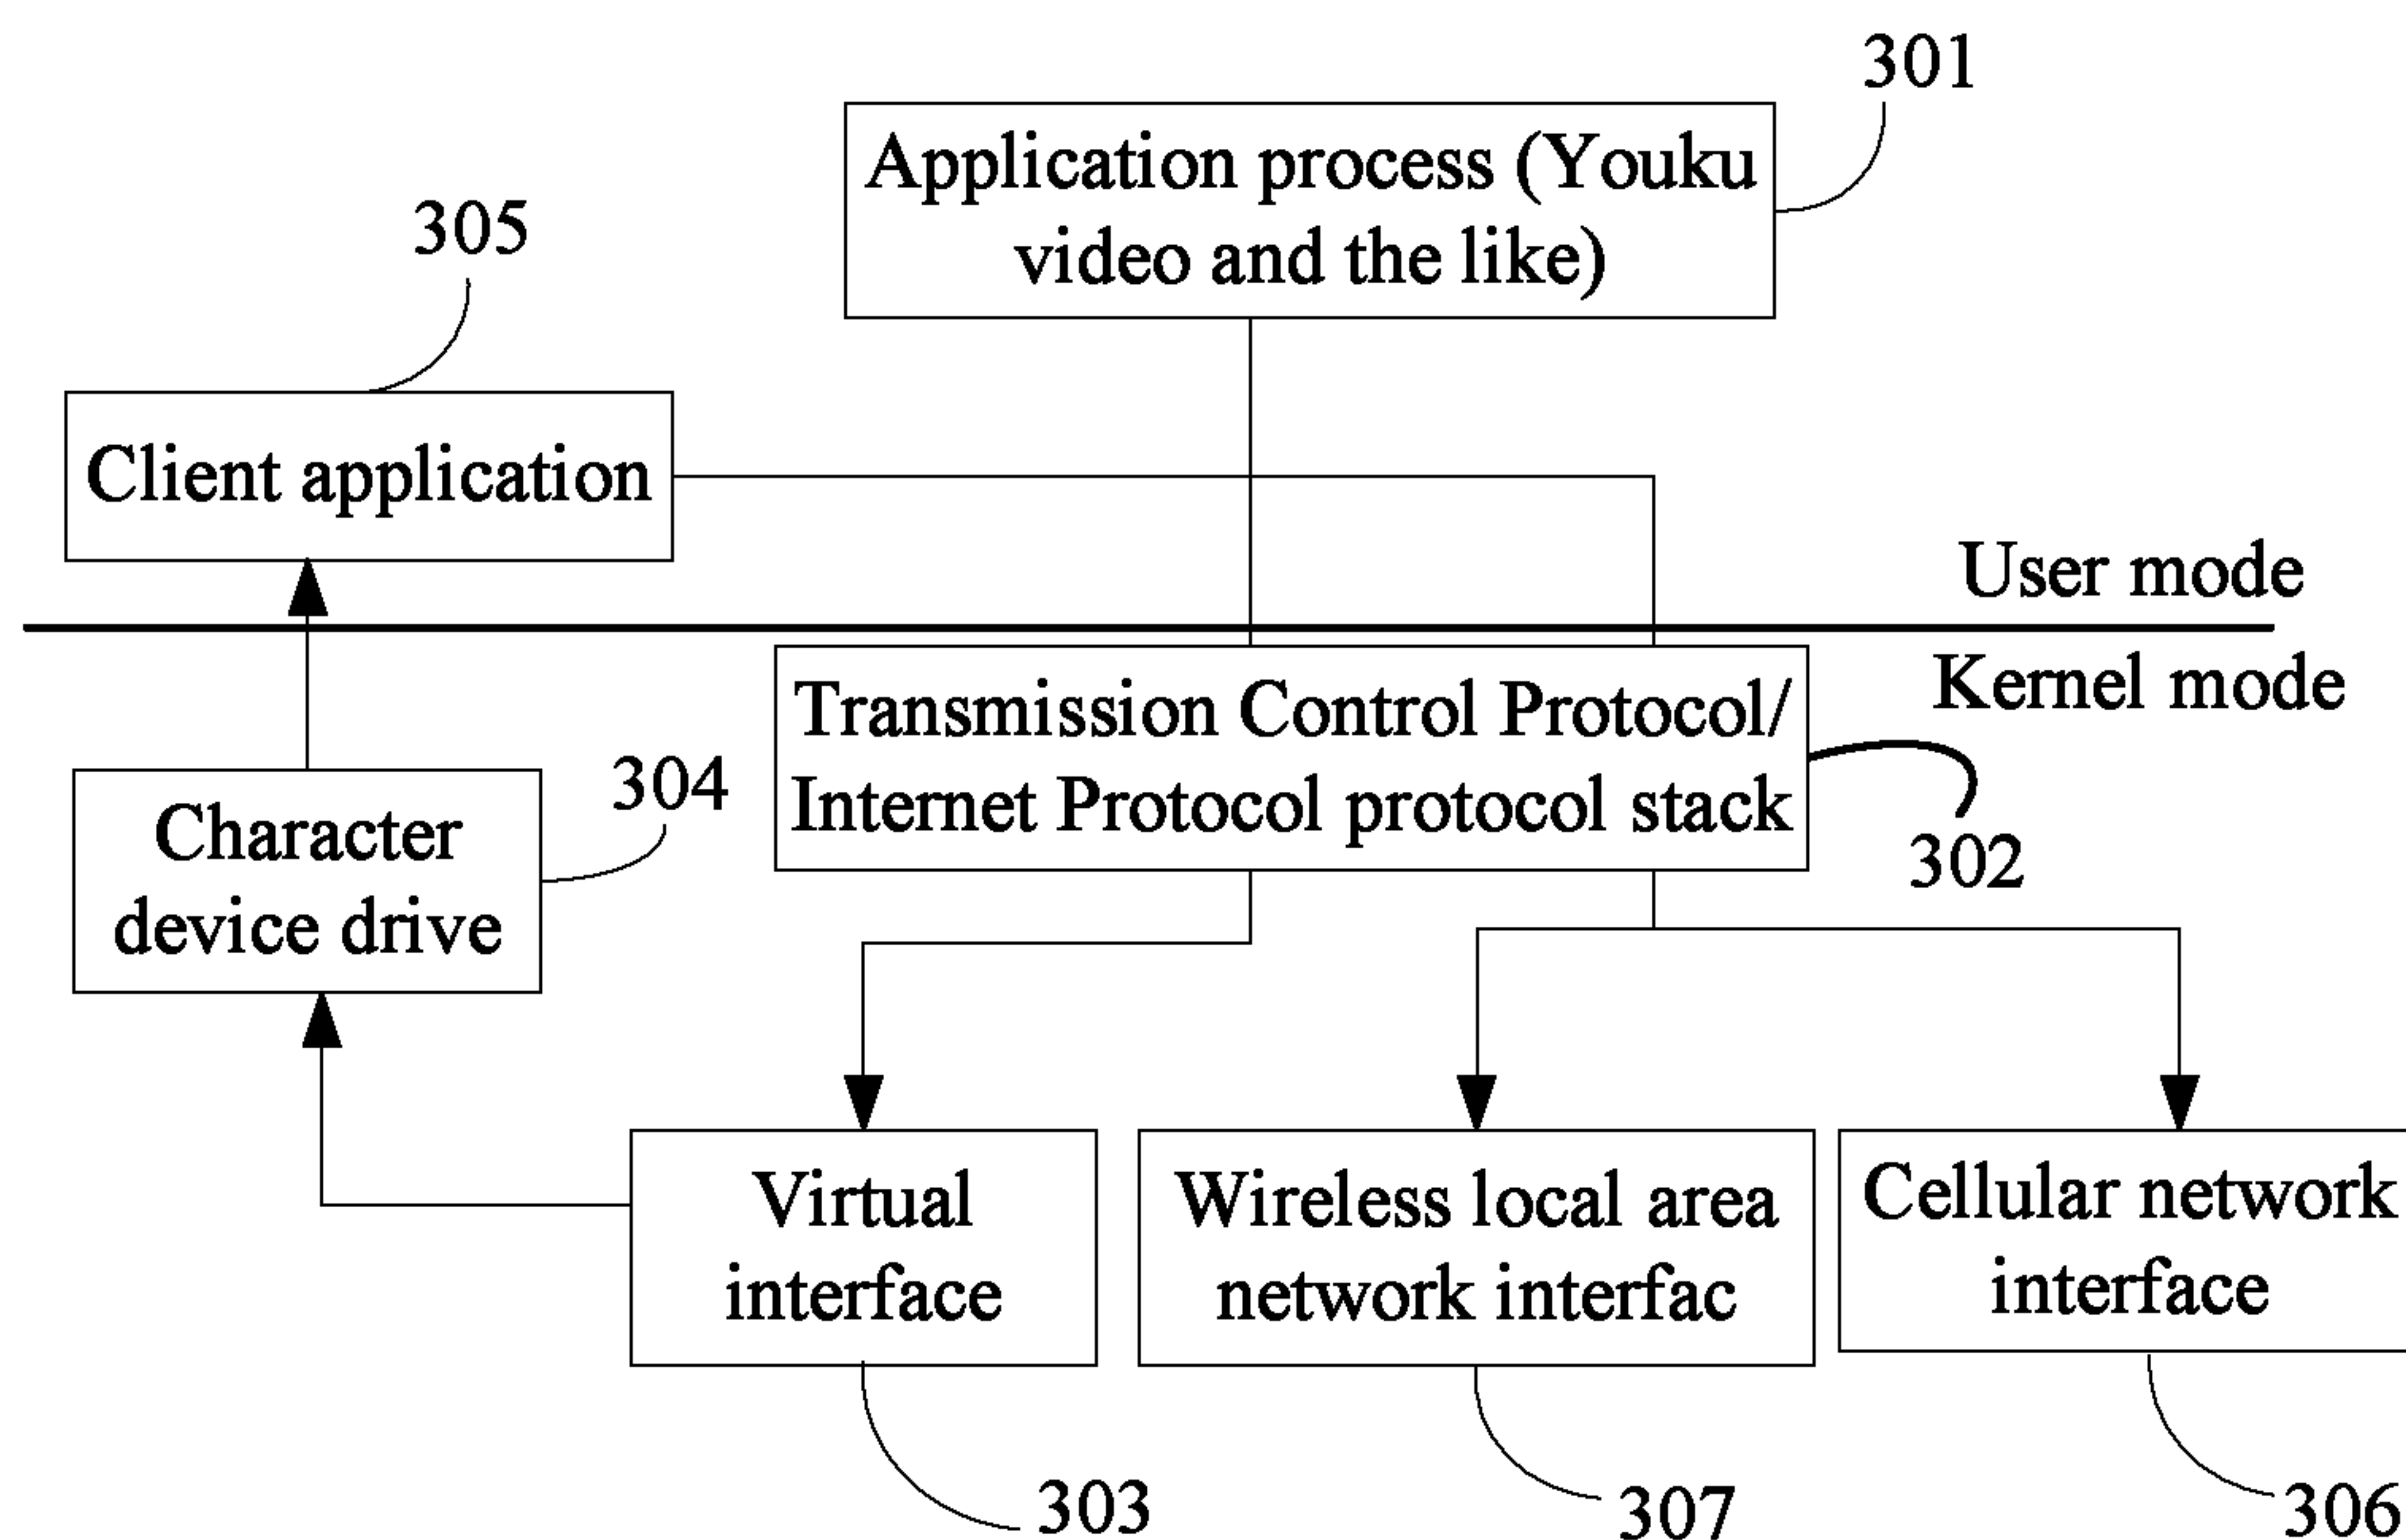 301
Application process (Youku
video and the like)
305
Client application
User mode
Kernel mode
Transmission Control Protocol/
Internet Protocol protocol stack
302
304
Character
device drive
Virtual
interface
Wireless local area
network interfac
Cellular network
interface
303
307
306